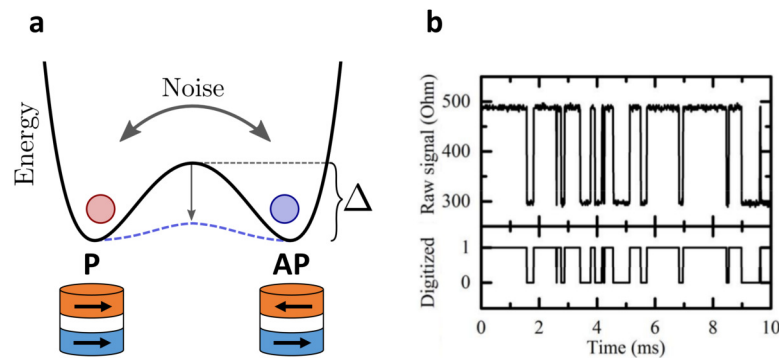 a
Noise
Energy
Δ
P
AP
b
Raw signal (Ohm)
500
400
300
Digitized
1
0
0
2
4
6
8
10
Time (ms)